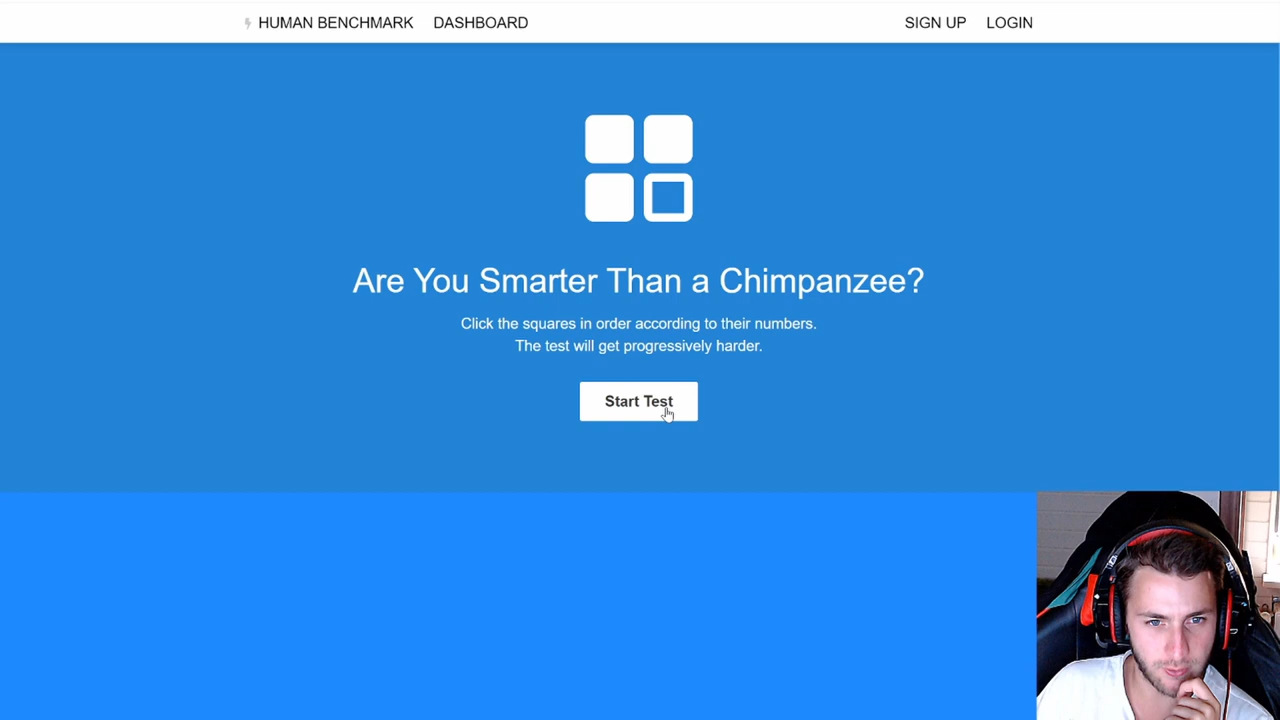 HUMAN BENCHMARK DASHBOARD SIGN UP LOGIN
Are You Smarter Than a Chimpanzee?
Click the squares in order according to their numbers.
The test will get progressively harder.
Start Test